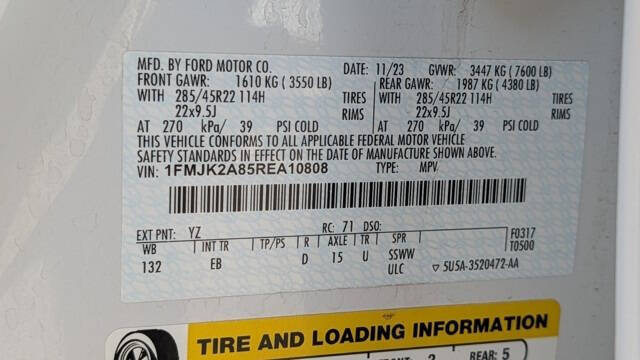 MFD. BY FORD MOTOR CO. DATE: 11/23 GVWR: 3447 KG (7600 LB)
FRONT GAWR: 1610 KG (3550 LB) REAR GAWR: 1987 KG (4380 LB)
WITH 285/45R22 114H TIRES WITH 285/45R22 114H TIRES
22x9.5J RIMS 22x9.5J RIMS
AT 270 kPa/ 39 PSI COLD AT 270 kPa/ 39 PSI COLD
THIS VEHICLE CONFORMS TO ALL APPLICABLE FEDERAL MOTOR VEHICLE
SAFETY STANDARDS IN EFFECT ON THE DATE OF MANUFACTURE SHOWN ABOVE.
VIN: 1FMJK2A85REA10808 TYPE: MPV
EXT PNT: YZ RC: 71 DSO: F0317
WB INT TR TP/PS R AXLE TR SPR T0500
132 EB D 15 U SSWW
ULC ▽5U5A-3520472-AA
TIRE AND LOADING INFORMATION
REAR: 5